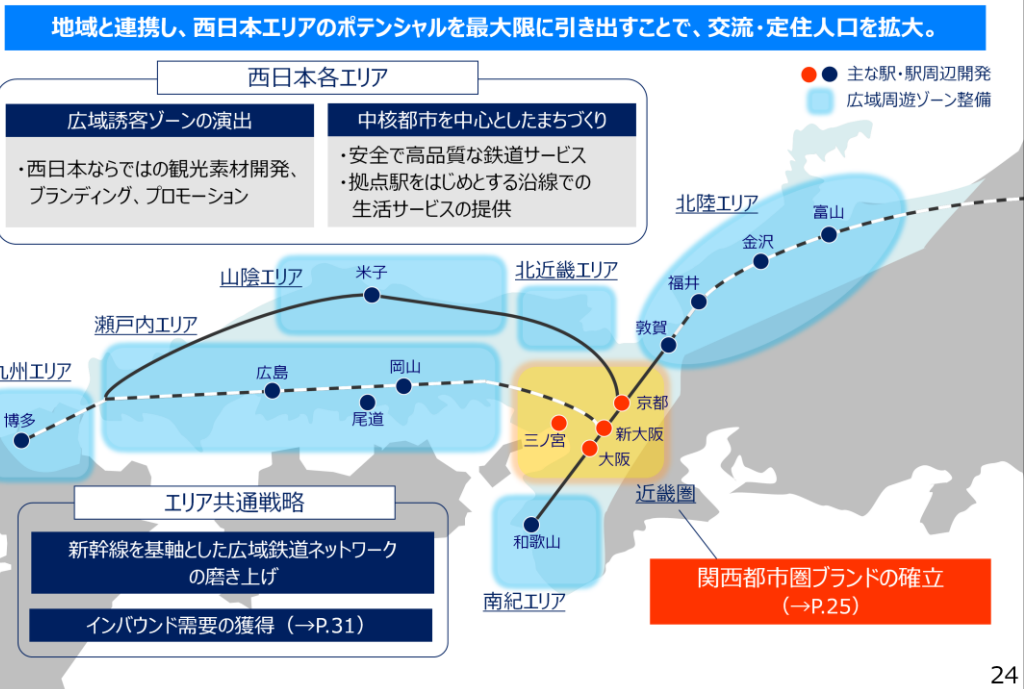 地域と連携し、西日本エリアのポテンシャルを最大限に引き出すことで、交流・定住人口を拡大。
西日本各エリア
広域誘客ゾーンの演出
・西日本ならではの観光素材開発、
ブランディング、プロモーション
中核都市を中心としたまちづくり
・安全で高品質な鉄道サービス
・拠点駅をはじめとする沿線での
生活サービスの提供
主な駅・駅周辺開発
広域周遊ゾーン整備
北陸エリア
富山
金沢
福井
敦賀
北近畿エリア
山陰エリア
米子
瀬戸内エリア
広島
岡山
尾道
九州エリア
博多
京都
新大阪
三ノ宮
大阪
近畿圏
和歌山
南紀エリア
エリア共通戦略
新幹線を基軸とした広域鉄道ネットワーク
の磨き上げ
インバウンド需要の獲得（→P.31）
関西都市圏ブランドの確立
（→P.25）
24